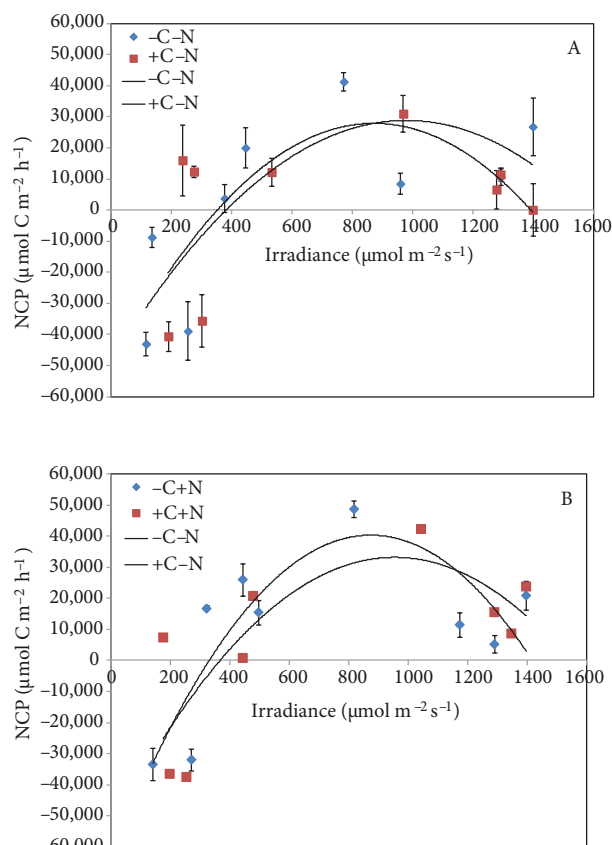 60,000
50,000
40,000
30,000
20,000
10,000
0
–10,000
–20,000
–30,000
–40,000
–50,000
–60,000
NCP (µmol C m⁻² h⁻¹)
–C–N
+C–N
–C–N
+C–N
A
0 200 400 600 800 1000 1200 1400 1600
Irradiance (µmol m⁻² s⁻¹)
60,000
50,000
40,000
30,000
20,000
10,000
0
–10,000
–20,000
–30,000
–40,000
–50,000
60,000
NCP (µmol C m⁻² h⁻¹)
–C+N
+C+N
–C–N
+C–N
B
0 200 400 600 800 1000 1200 1400 1600
Irradiance (µmol m⁻² s⁻¹)